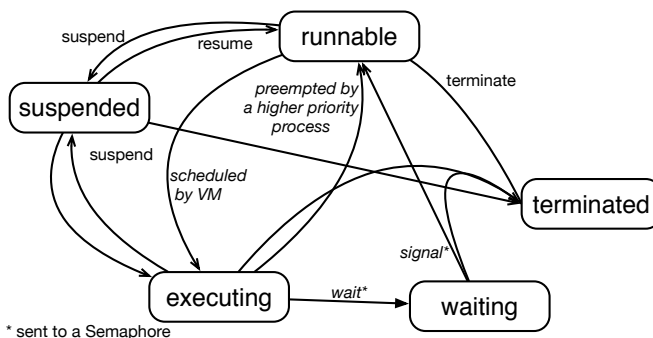 suspend
runnable
resume
suspended
preempted by
a higher priority
process
terminate
suspend
scheduled
by VM
terminated
signal*
executing
wait*
waiting
* sent to a Semaphore